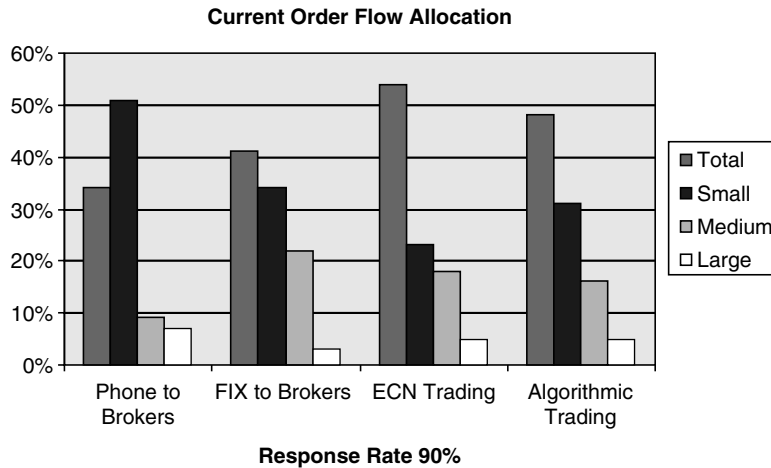 Current Order Flow Allocation
60%
50%
40%
30%
20%
10%
0%
Total
Small
Medium
Large
Phone to
Brokers
FIX to Brokers
ECN Trading
Algorithmic
Trading
Response Rate 90%